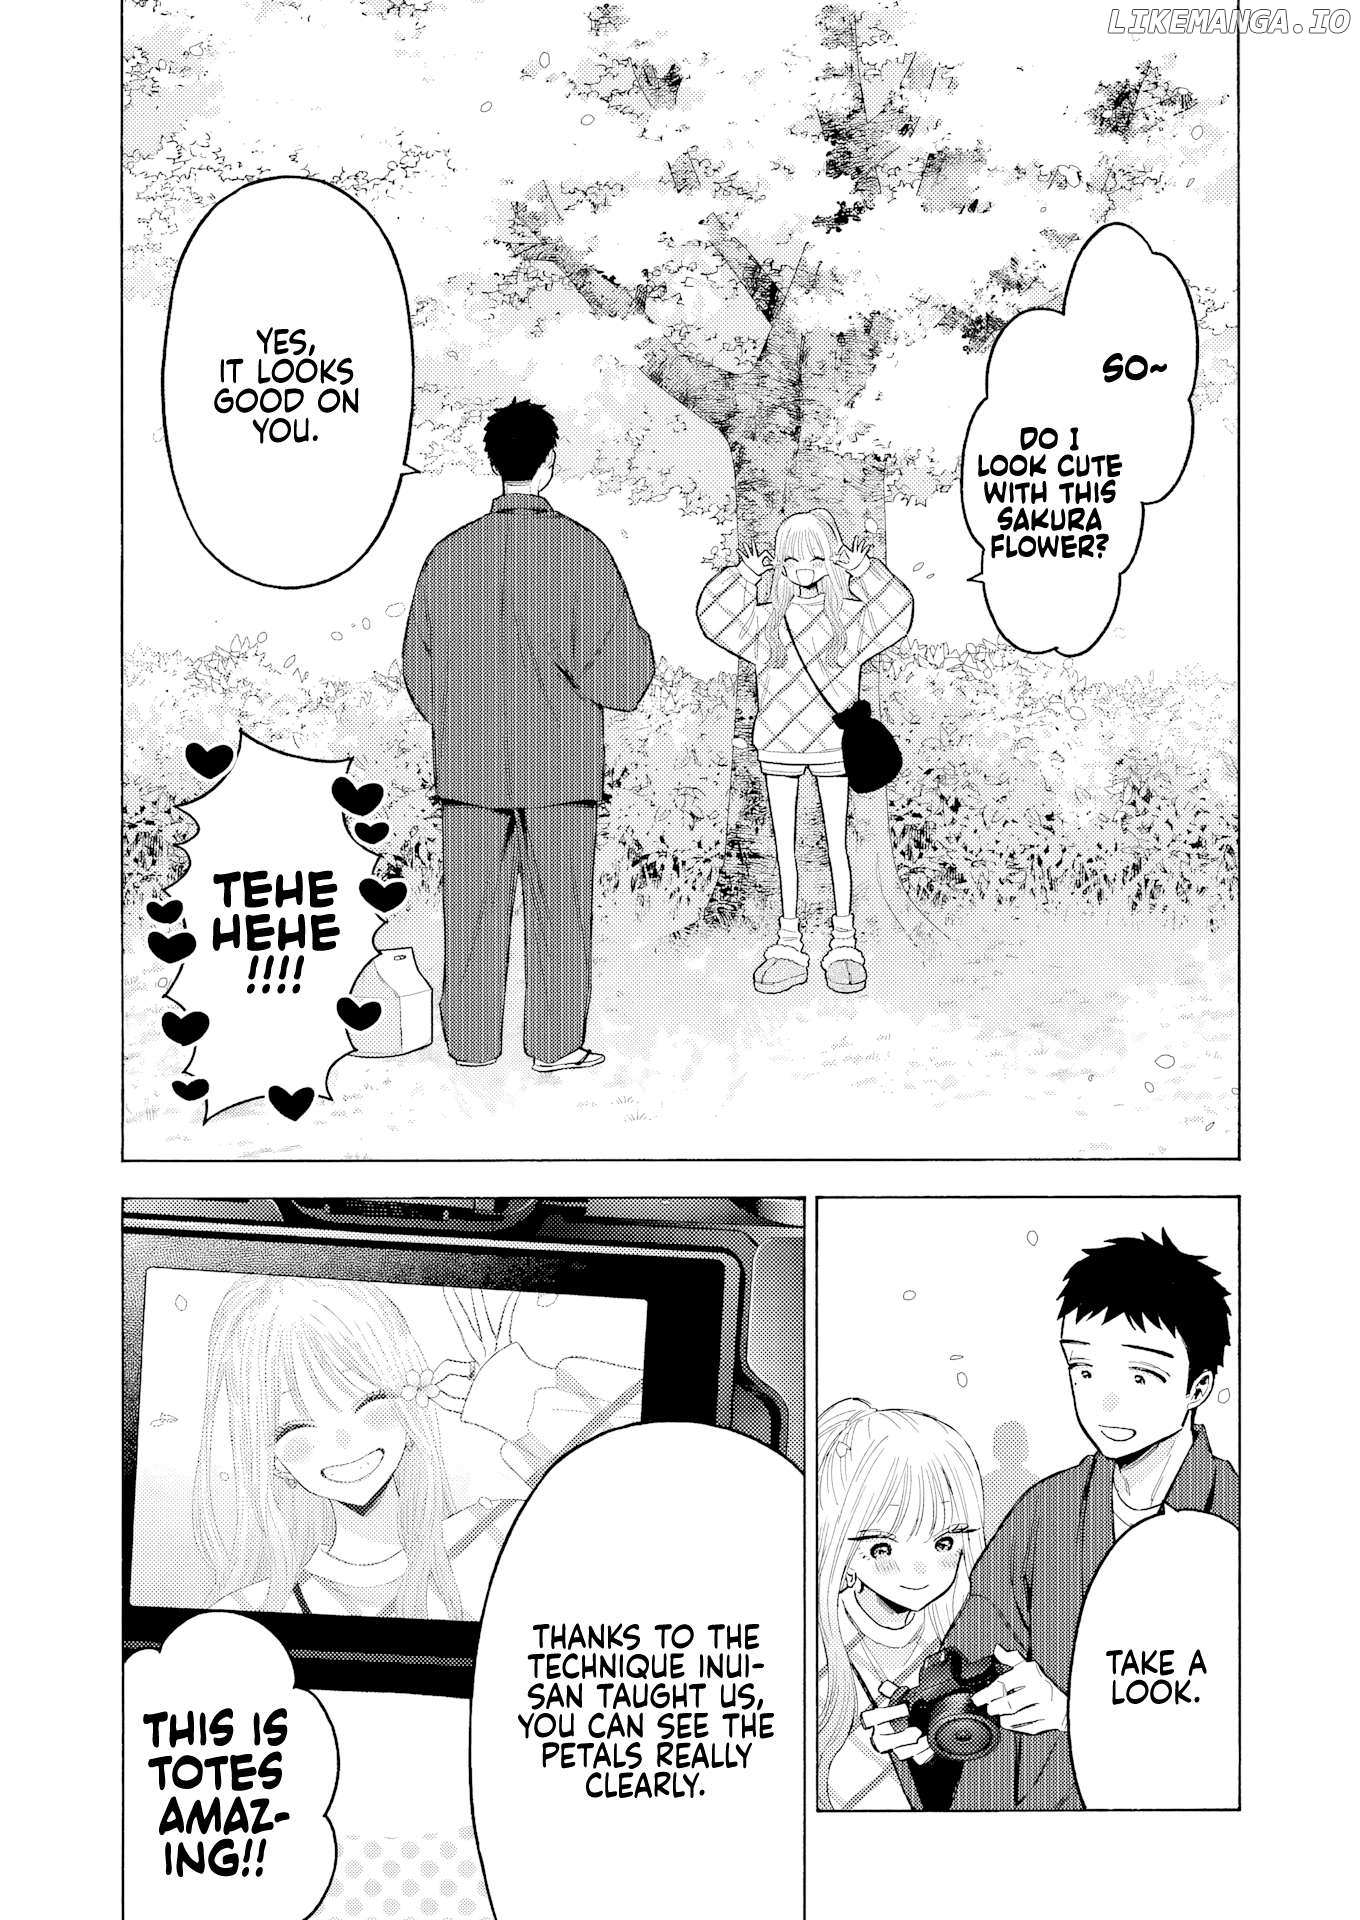 LIKEMANGA.IO
SO~
DO I
LOOK CUTE
WITH THIS
SAKURA
FLOWER?
YES,
IT LOOKS
GOOD ON
YOU.
TEHE
HEHE
!!!!
TAKE A
LOOK.
THANKS TO THE
TECHNIQUE INUI-
SAN TAUGHT US,
YOU CAN SEE THE
PETALS REALLY
CLEARLY.
THIS IS
TOTES
AMAZ-
ING!!